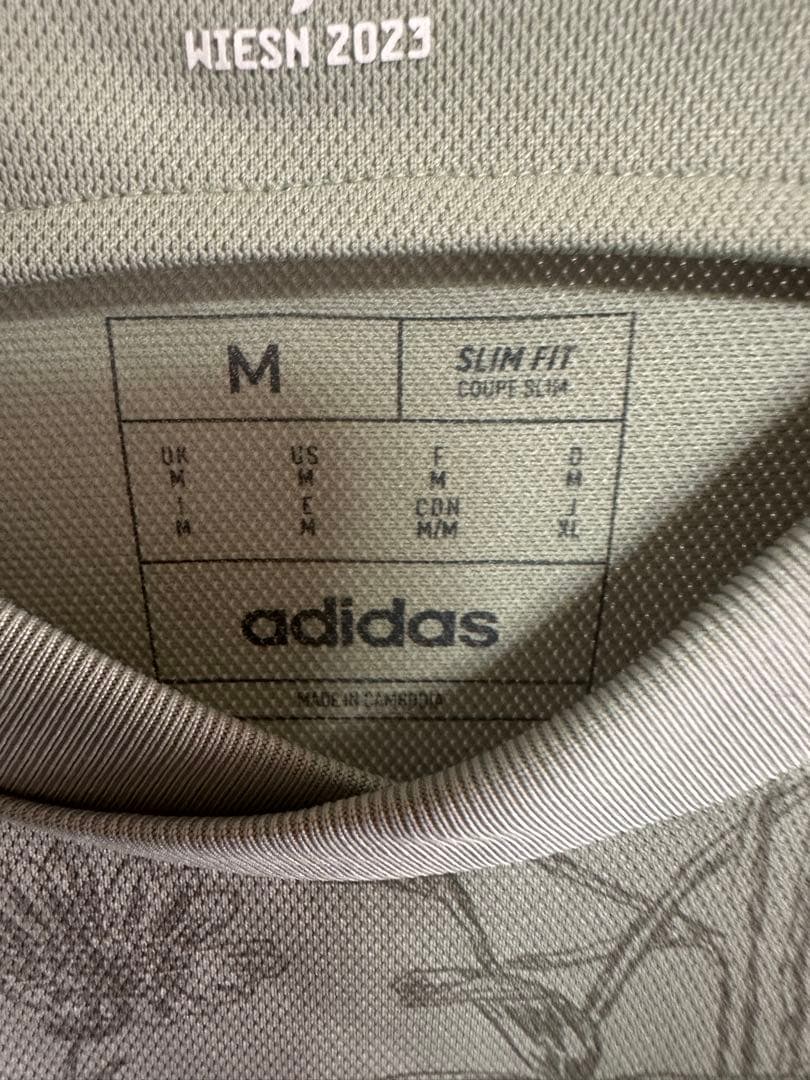 WIESN 2023
M
SLIM FIT
COUPE SLIM
UK US F D
M M M M
I E CDN J
M M M/M XL
adidas
MADE IN CAMBODIA